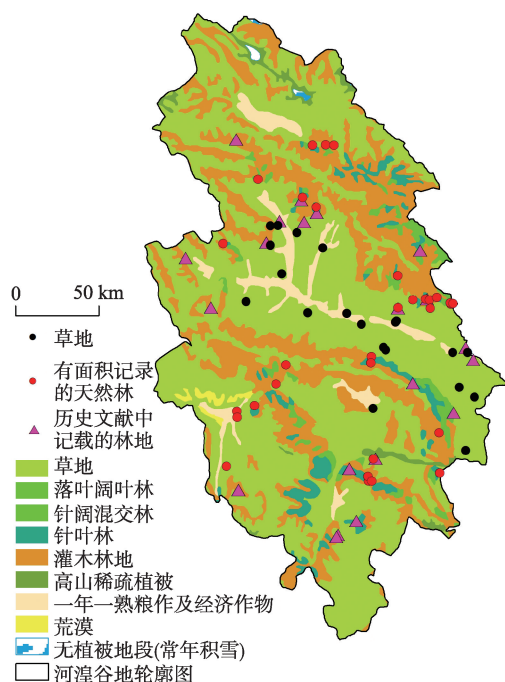 0 50 km
草地
有面积记录
的天然林
历史文献中
记载的林地
草地
落叶阔叶林
针阔混交林
针叶林
灌木林地
高山稀疏植被
一年一熟粮作及经济作物
荒漠
无植被地段(常年积雪)
河湟谷地轮廓图